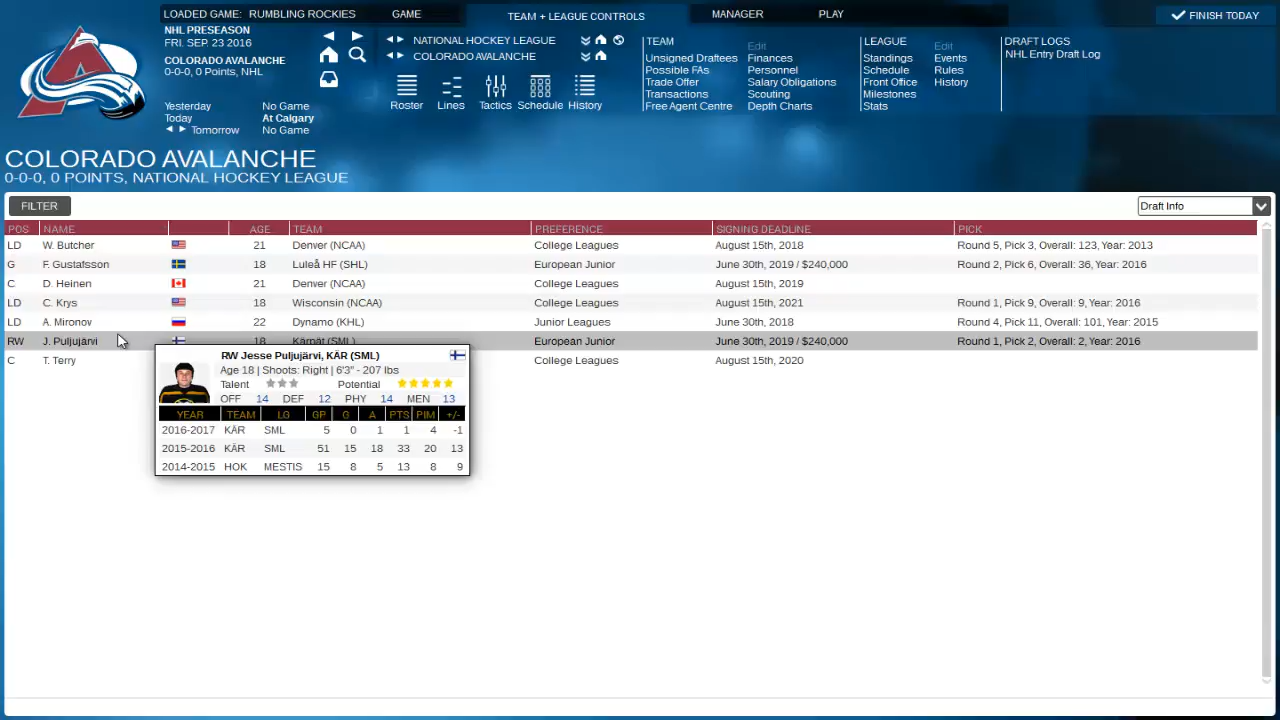 LOADED GAME: RUMBLING ROCKIES
GAME
TEAM + LEAGUE CONTROLS
MANAGER
PLAY
FINISH TODAY
NHL PRESEASON
FRI. SEP. 23 2016
COLORADO AVALANCHE
0-0-0, 0 Points, NHL
Yesterday No Game
Today At Calgary
Tomorrow No Game
NATIONAL HOCKEY LEAGUE
COLORADO AVALANCHE
Roster Lines Tactics Schedule History
TEAM
Unsigned Draftees
Possible FAs
Trade Offer
Transactions
Free Agent Centre
Edit
Finances
Personnel
Salary Obligations
Scouting
Depth Charts
LEAGUE
Standings
Schedule
Front Office
Milestones
Stats
Edit
Events
Rules
History
DRAFT LOGS
NHL Entry Draft Log
COLORADO AVALANCHE
0-0-0, 0 POINTS, NATIONAL HOCKEY LEAGUE
FILTER
Draft Info
POS NAME AGE TEAM PREFERENCE SIGNING DEADLINE PICK
LD W. Butcher 21 Denver (NCAA) College Leagues August 15th, 2018 Round 5, Pick 3, Overall: 123, Year: 2013
G F. Gustafsson 18 Luleå HF (SHL) European Junior June 30th, 2019 / $240,000 Round 2, Pick 6, Overall: 36, Year: 2016
C D. Heinen 21 Denver (NCAA) College Leagues August 15th, 2019
LD C. Krys 18 Wisconsin (NCAA) College Leagues August 15th, 2021 Round 1, Pick 9, Overall: 9, Year: 2016
LD A. Mironov 22 Dynamo (KHL) Junior Leagues June 30th, 2018 Round 4, Pick 11, Overall: 101, Year: 2015
RW J. Puljujärvi 18 Kärpät (SML) European Junior June 30th, 2019 / $240,000 Round 1, Pick 2, Overall: 2, Year: 2016
C T. Terry College Leagues August 15th, 2020
RW Jesse Puljujärvi, KÄR (SML)
Age 18 | Shoots: Right | 6'3" - 207 lbs
Talent Potential
OFF 14 DEF 12 PHY 14 MEN 13
YEAR TEAM LG GP G A PTS PIM +/-
2016-2017 KÄR SML 5 0 1 1 4 -1
2015-2016 KÄR SML 51 15 18 33 20 13
2014-2015 HOK MESTIS 15 8 5 13 8 9